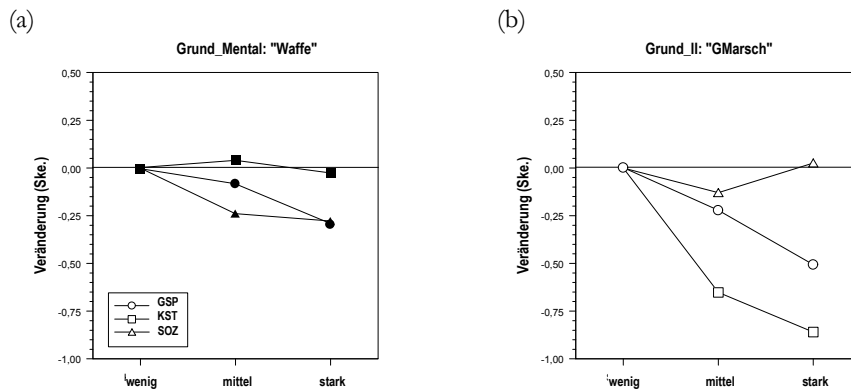 (a)
Grund_Mental: "Waffe"
0,50
0,25
0,00
-0,25
-0,50
-0,75
-1,00
Veränderung (Ske.)
GSP
KST
SOZ
wenig mittel stark
(b)
Grund_II: "GMarsch"
0,50
0,25
0,00
-0,25
-0,50
-0,75
-1,00
Veränderung (Ske.)
wenig mittel stark